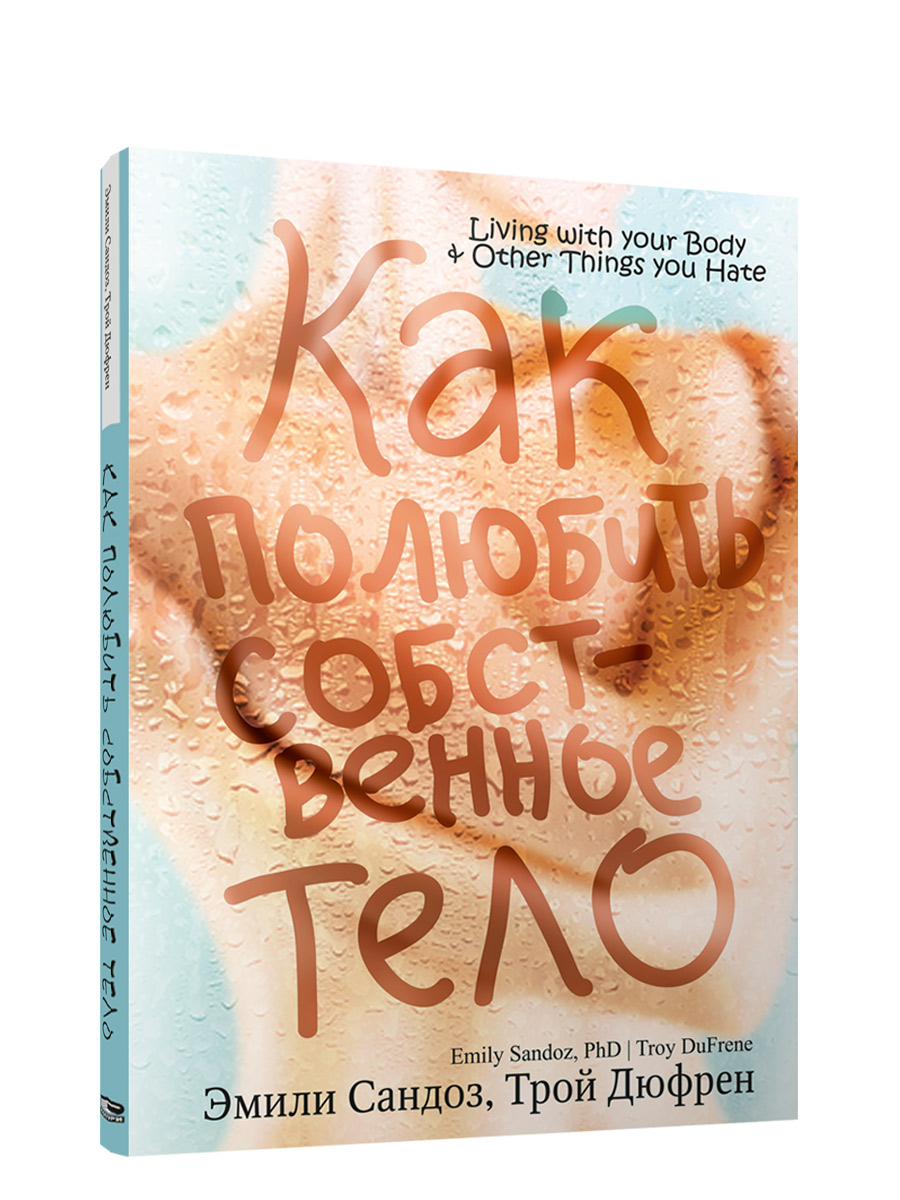 Living with your Body
& Other Things you Hate
Как
полюбить
собст-
венное
тело
Emily Sandoz, PhD | Troy DuFrene
Эмили Сандоз, Трой Дюфрен
Эмили Сандоз, Трой Дюфрен
КАК ПОЛЮБИТЬ СОБСТВЕННОЕ ТЕЛО